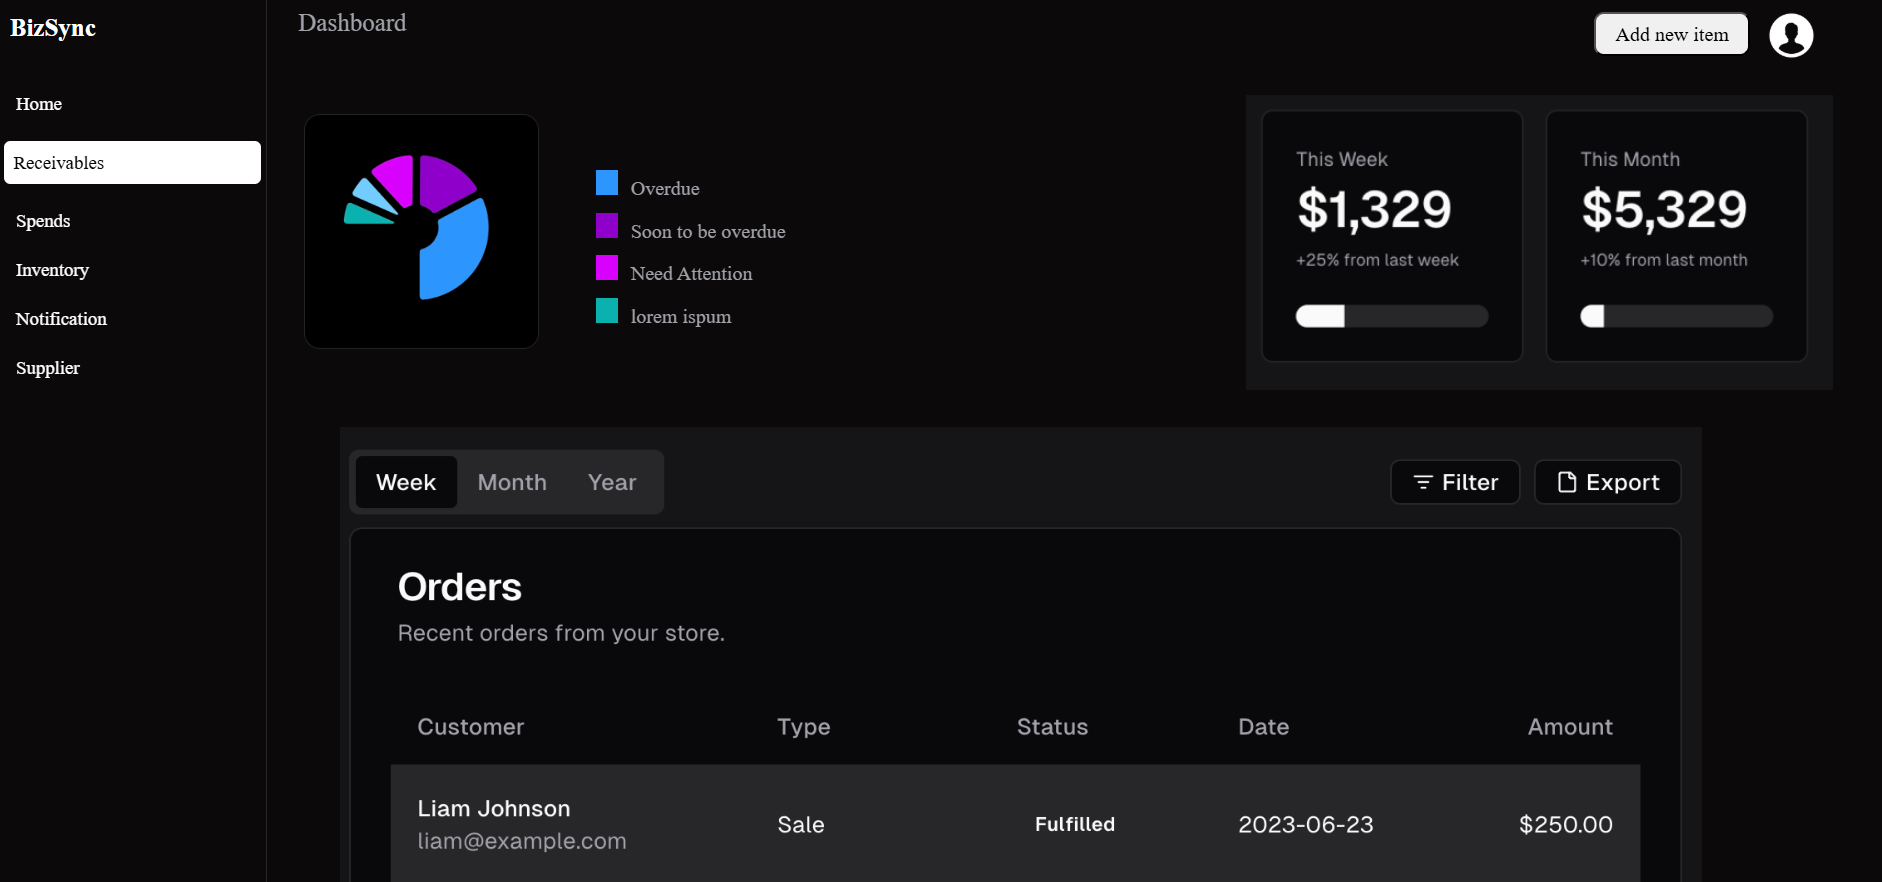 BizSync
Dashboard
Add new item
Home
Receivables
Spends
Inventory
Notification
Supplier
Overdue
Soon to be overdue
Need Attention
lorem ispum
This Week
$1,329
+25% from last week
This Month
$5,329
+10% from last month
Week Month Year
Filter Export
Orders
Recent orders from your store.
Customer Type Status Date Amount
Liam Johnson
liam@example.com
Sale Fulfilled 2023-06-23 $250.00